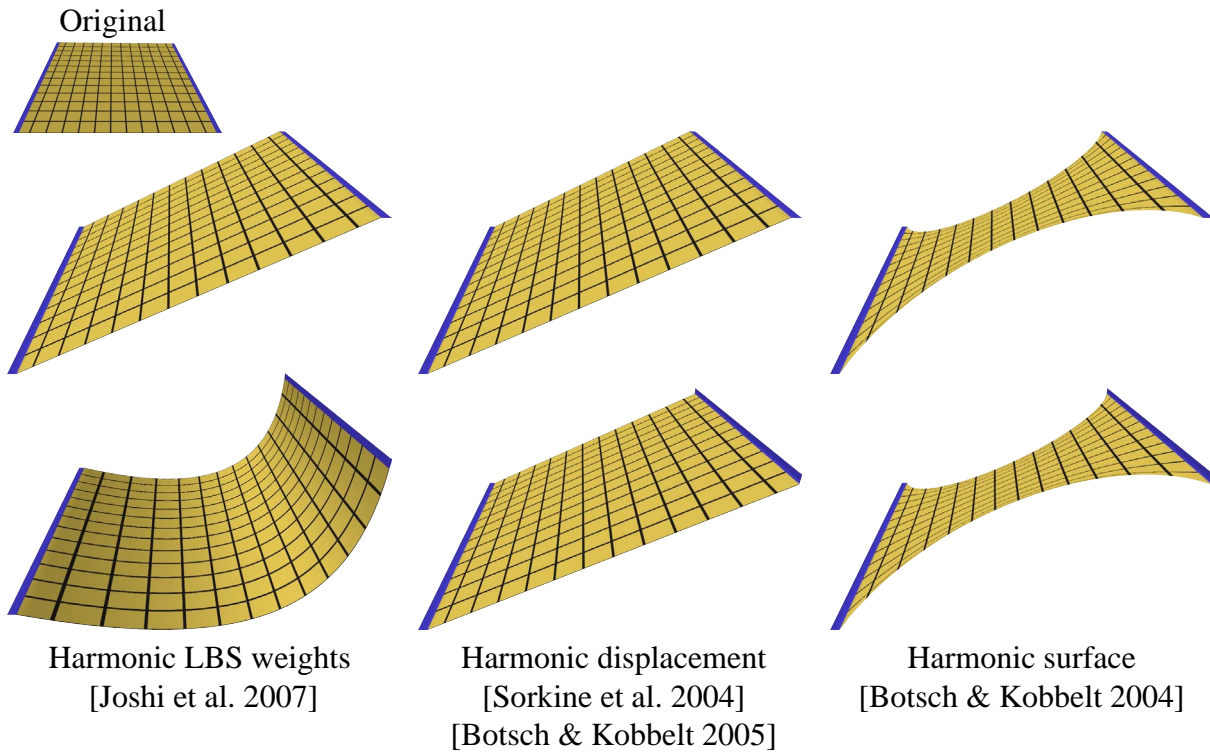 Original
Harmonic LBS weights
[Joshi et al. 2007]
Harmonic displacement
[Sorkine et al. 2004]
[Botsch & Kobbelt 2005]
Harmonic surface
[Botsch & Kobbelt 2004]